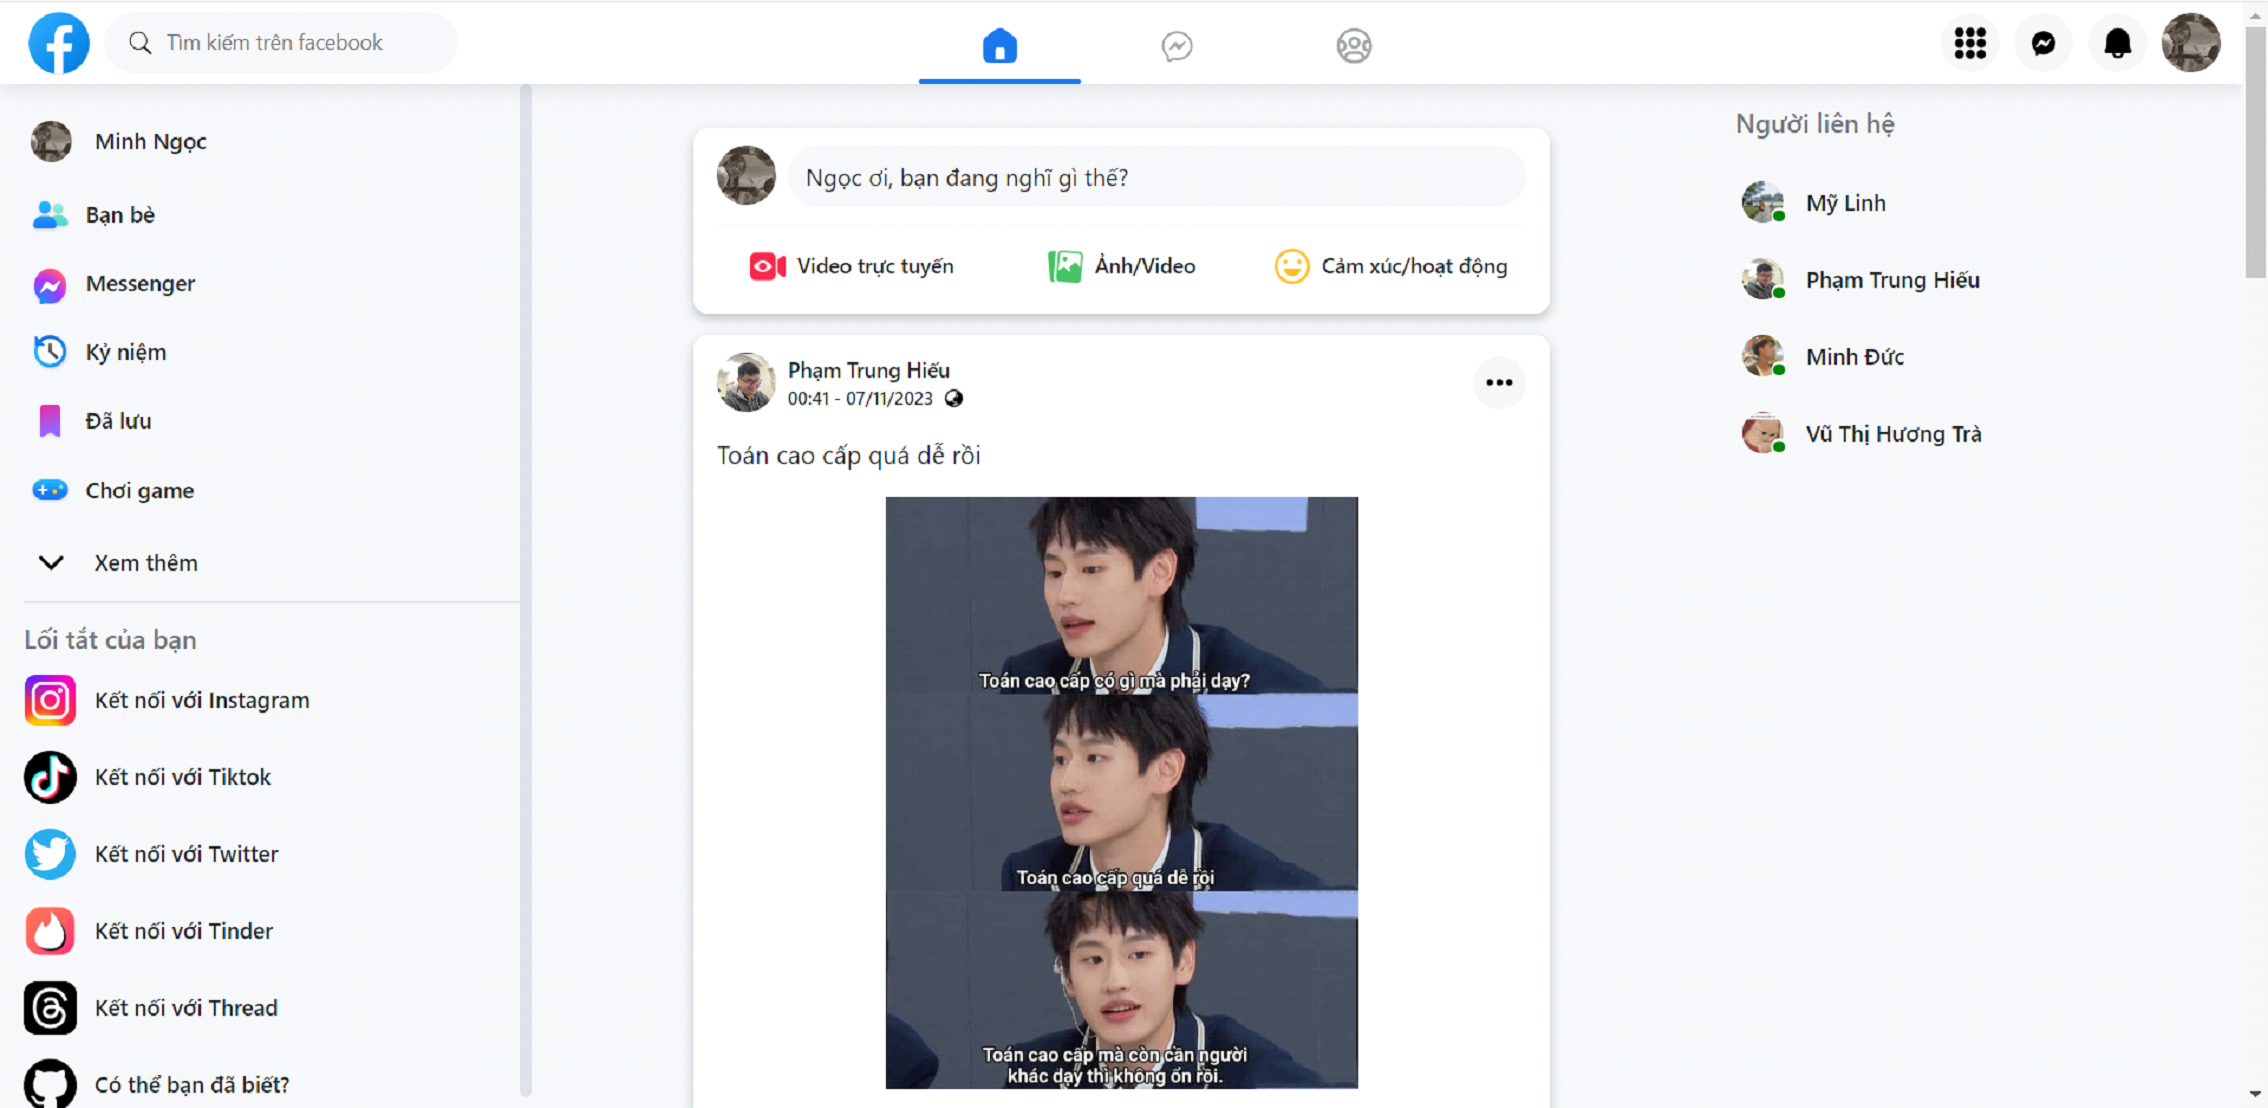 Tìm kiếm trên facebook
Minh Ngọc
Bạn bè
Messenger
Kỷ niệm
Đã lưu
Chơi game
Xem thêm
Lối tắt của bạn
Kết nối với Instagram
Kết nối với Tiktok
Kết nối với Twitter
Kết nối với Tinder
Kết nối với Thread
Có thể bạn đã biết?
Ngọc ơi, bạn đang nghĩ gì thế?
Video trực tuyến
Ảnh/Video
Cảm xúc/hoạt động
Phạm Trung Hiếu
00:41 - 07/11/2023
Toán cao cấp quá dễ rồi
Toán cao cấp có gì mà phải dạy?
Toán cao cấp quá dễ rồi
Toán cao cấp mà còn cần người
khác dạy thì không ổn rồi.
Người liên hệ
Mỹ Linh
Phạm Trung Hiếu
Minh Đức
Vũ Thị Hương Trà